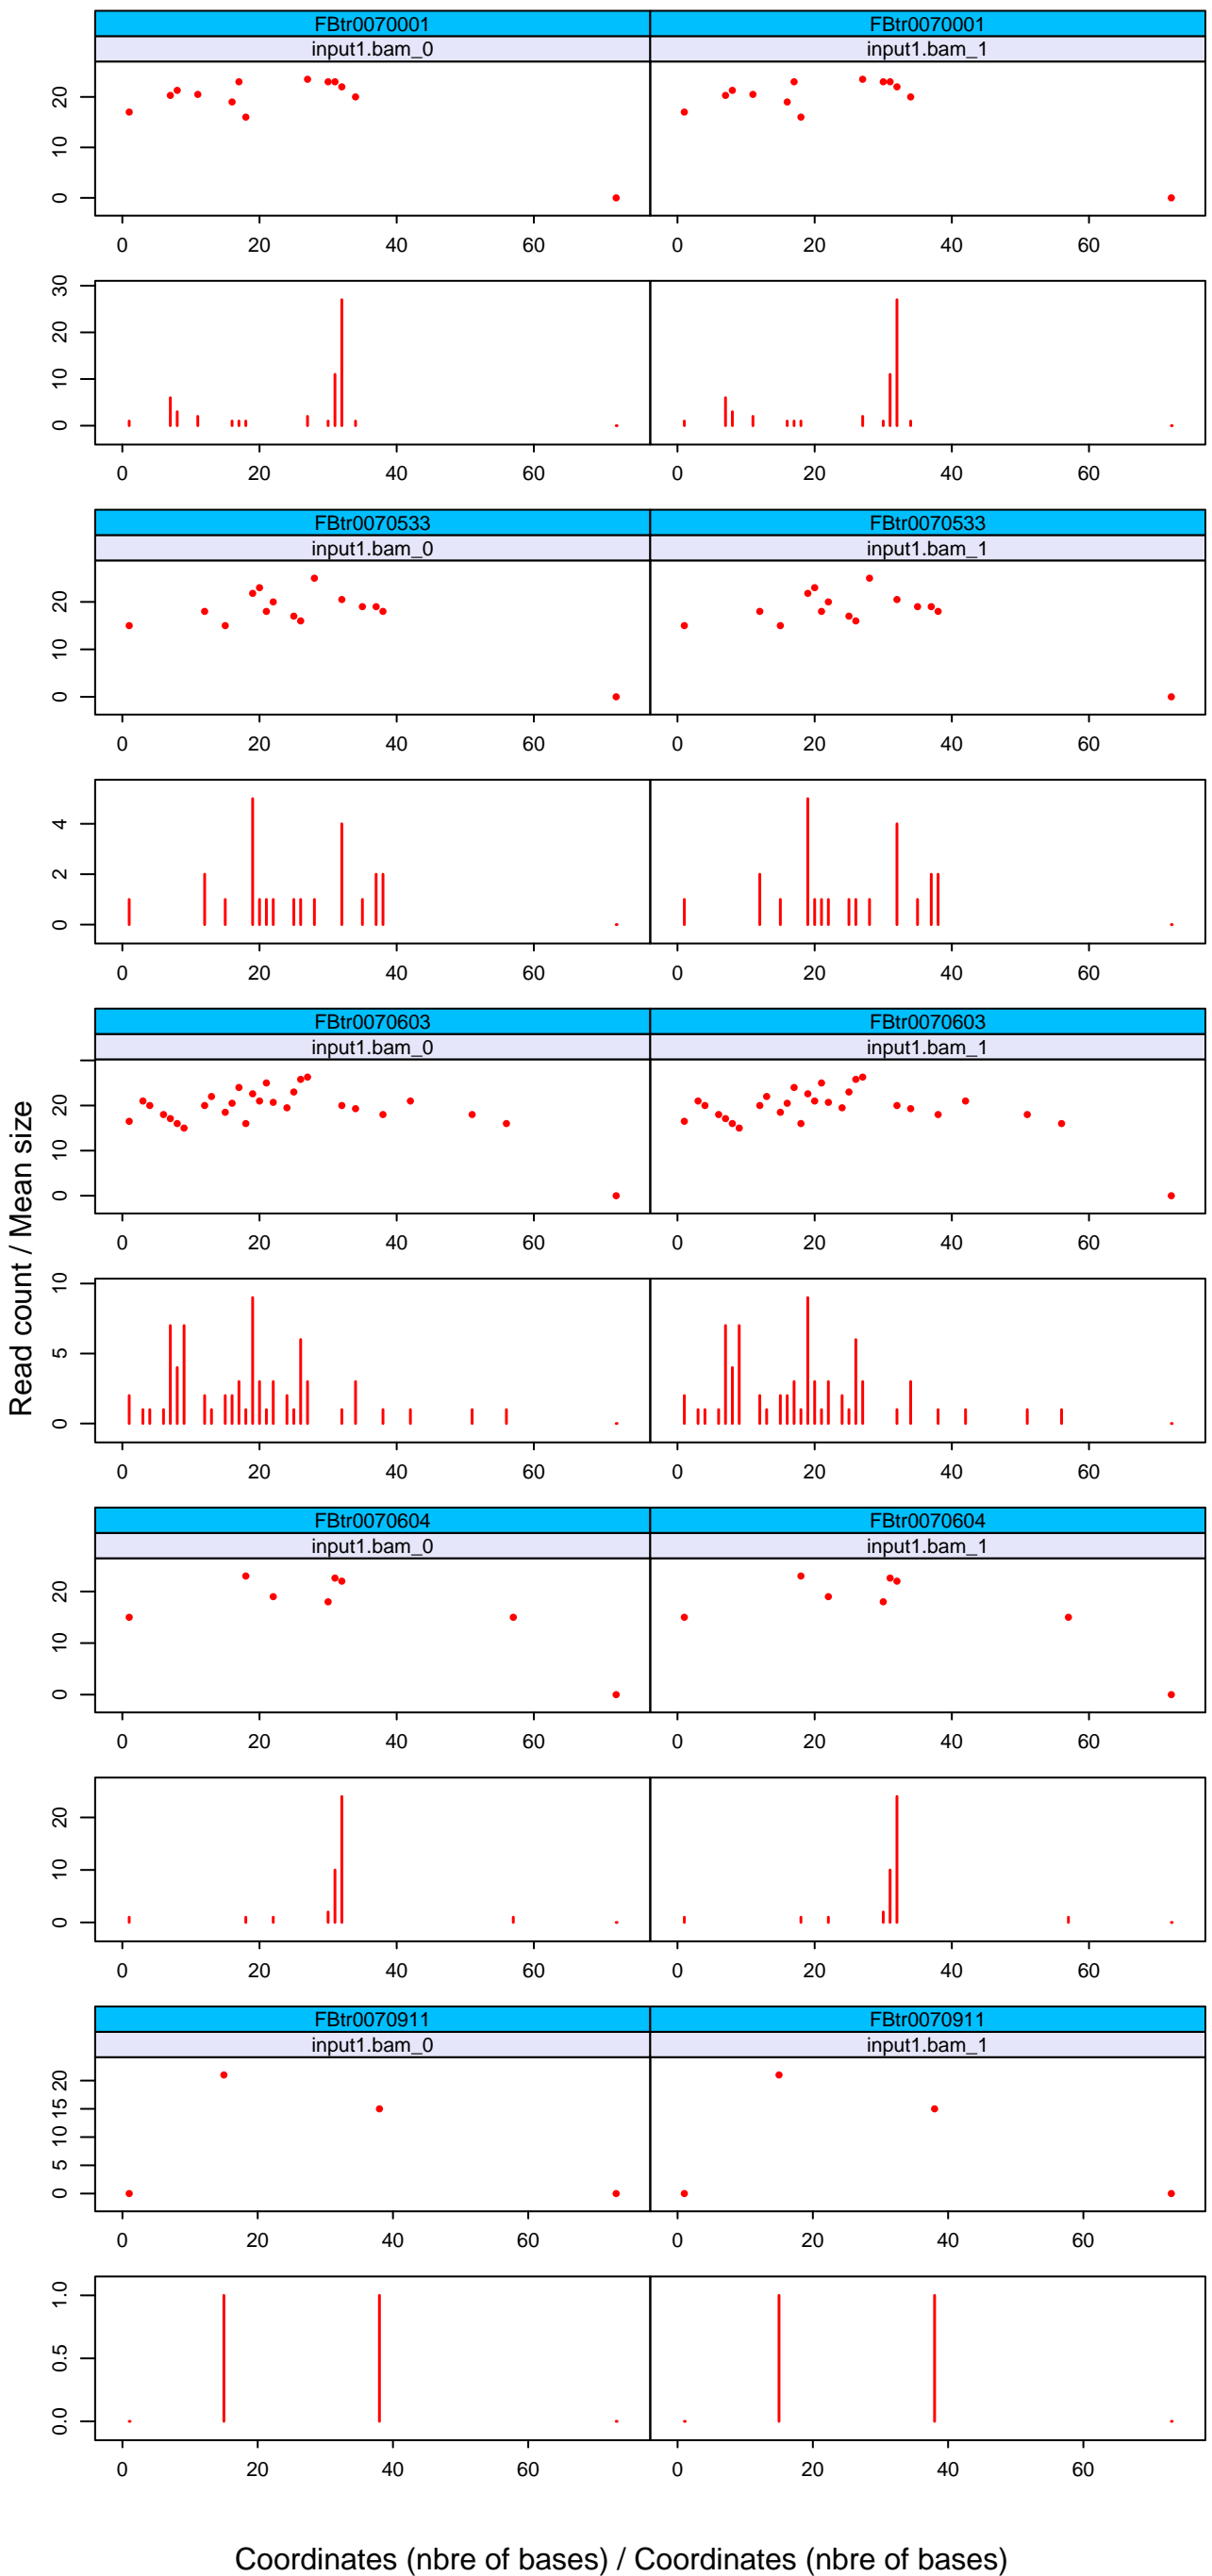 FBtr0070001 FBtr0070001
input1.bam_0 input1.bam_1
20
10
0
0 20 40 60 0 20 40 60
30
20
10
0
0 20 40 60 0 20 40 60
FBtr0070533 FBtr0070533
input1.bam_0 input1.bam_1
20
10
0
0 20 40 60 0 20 40 60
4
2
0
0 20 40 60 0 20 40 60
FBtr0070603 FBtr0070603
input1.bam_0 input1.bam_1
20
10
0
0 20 40 60 0 20 40 60
Read count / Mean size
10
5
0
0 20 40 60 0 20 40 60
FBtr0070604 FBtr0070604
input1.bam_0 input1.bam_1
20
10
0
0 20 40 60 0 20 40 60
20
10
0
0 20 40 60 0 20 40 60
FBtr0070911 FBtr0070911
input1.bam_0 input1.bam_1
20
15
10
5
0
0 20 40 60 0 20 40 60
1.0
0.5
0.0
0 20 40 60 0 20 40 60
Coordinates (nbre of bases) / Coordinates (nbre of bases)